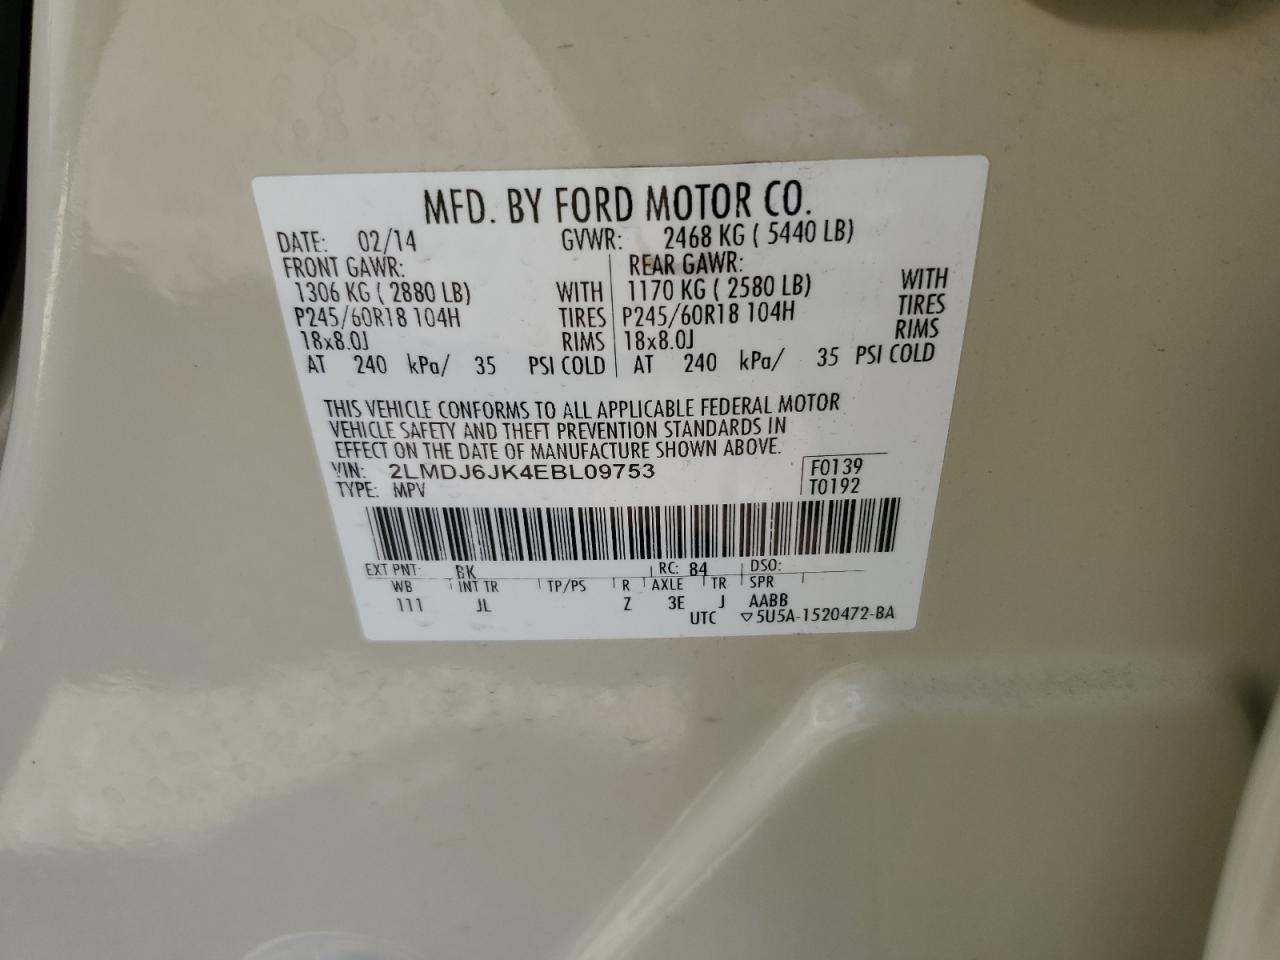 MFD. BY FORD MOTOR CO.
DATE: 02/14 GVWR: 2468 KG ( 5440 LB)
FRONT GAWR: REAR GAWR:
1306 KG ( 2880 LB) WITH 1170 KG ( 2580 LB) WITH
P245/60R18 104H TIRES P245/60R18 104H TIRES
18x8.0J RIMS 18x8.0J RIMS
AT 240 kPa/ 35 PSI COLD AT 240 kPa/ 35 PSI COLD
THIS VEHICLE CONFORMS TO ALL APPLICABLE FEDERAL MOTOR
VEHICLE SAFETY AND THEFT PREVENTION STANDARDS IN
EFFECT ON THE DATE OF MANUFACTURE SHOWN ABOVE.
VIN: 2LMDJ6JK4EBL09753 F0139
TYPE: MPV T0192
EXT PNT: BK RC: 84 DSO:
WB INT TR TP/PS R AXLE TR SPR
111 JL Z 3E J AABB
UTC ▽5U5A-1520472-BA